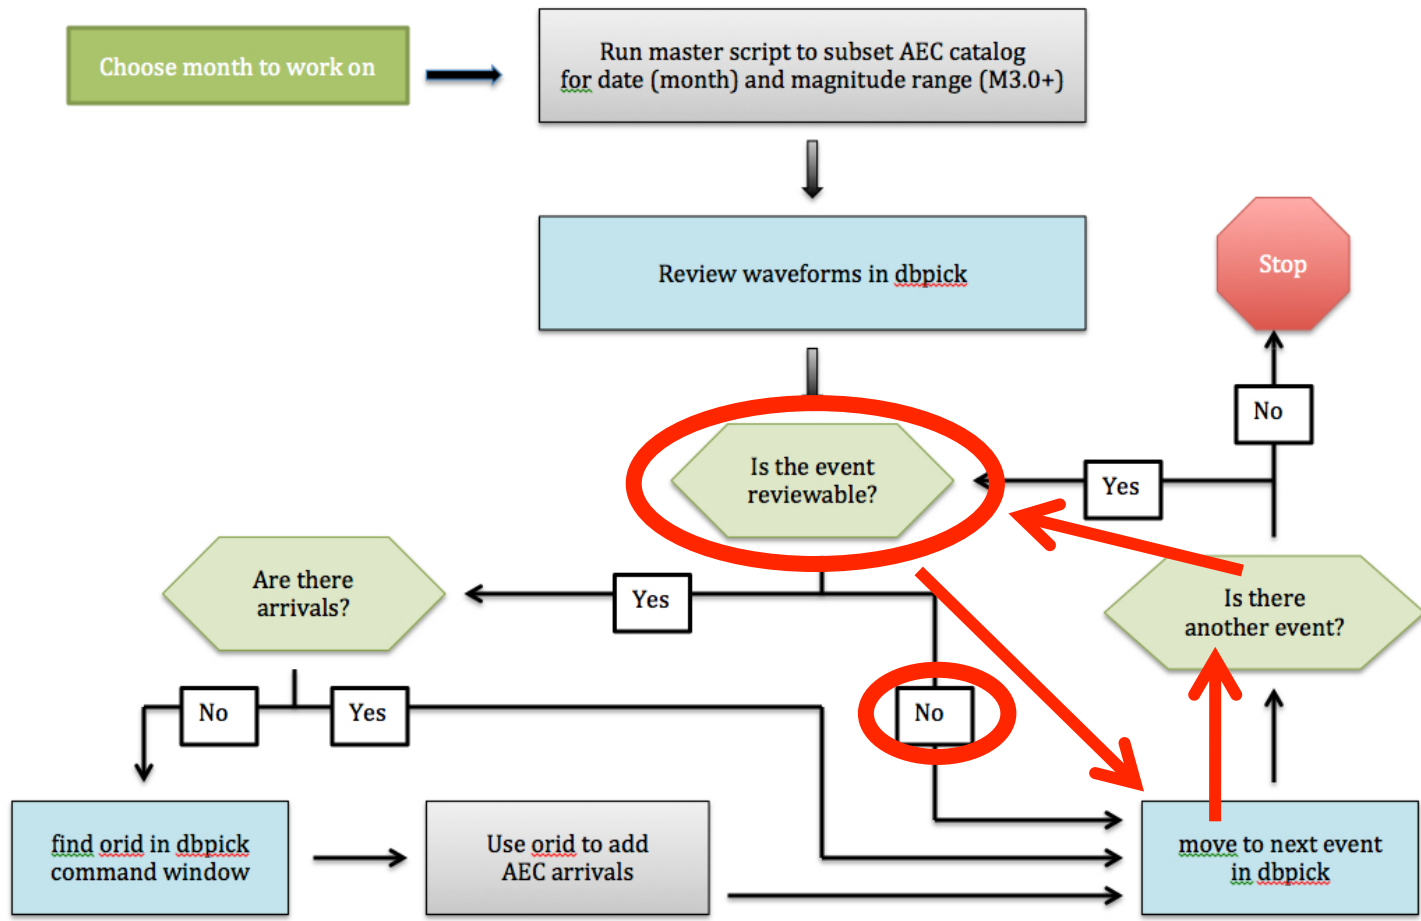 Choose month to work on
Run master script to subset AEC catalog
for date (month) and magnitude range (M3.0+)
Review waveforms in dbpick
Stop
No
Is the event
reviewable?
Yes
Are there
arrivals?
Yes
Is there
another event?
No
Yes
No
find orid in dbpick
command window
Use orid to add
AEC arrivals
move to next event
in dbpick